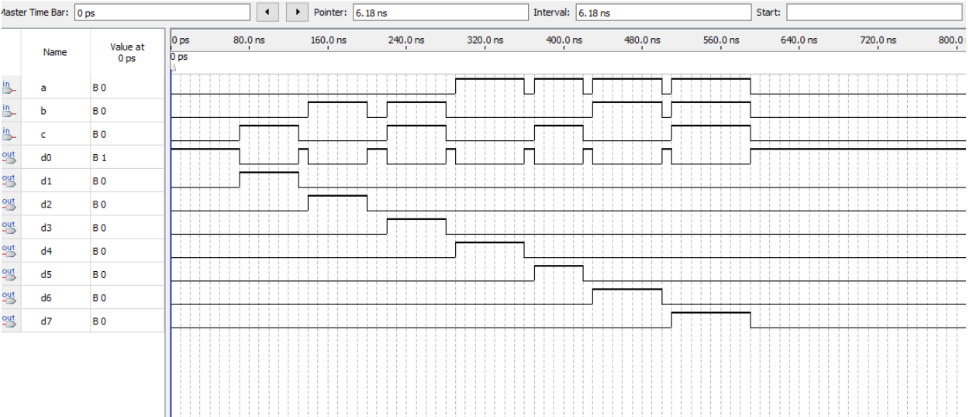 Master Time Bar: 0 ps Pointer: 6.18 ns Interval: 6.18 ns Start:
Name Value at 0 ps
0 ps 80.0 ns 160.0 ns 240.0 ns 320.0 ns 400.0 ns 480.0 ns 560.0 ns 640.0 ns 720.0 ns 800.0
0 ps
in a B 0
in b B 0
in c B 0
out d0 B 1
out d1 B 0
out d2 B 0
out d3 B 0
out d4 B 0
out d5 B 0
out d6 B 0
out d7 B 0